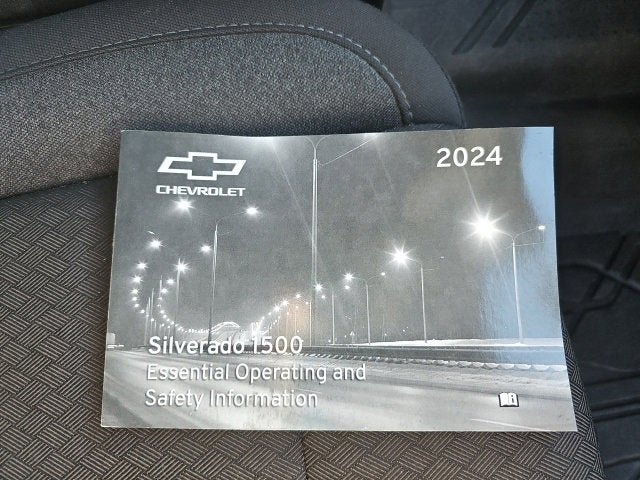 2024
CHEVROLET
Silverado 1500
Essential Operating and
Safety Information